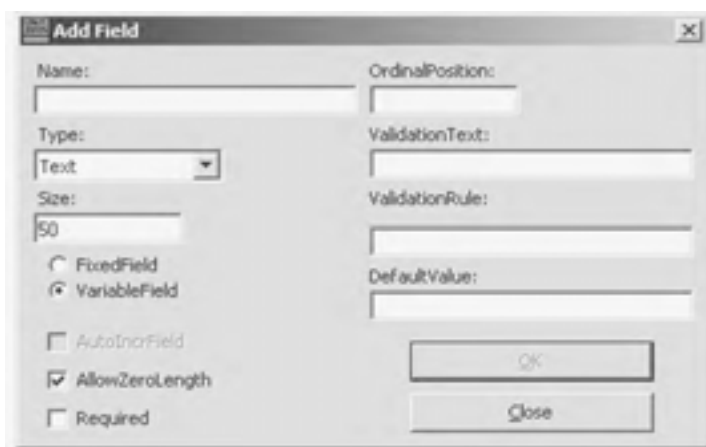 Add Field
Name:
OrdinalPosition:
Type:
ValidationText:
Text
Size:
ValidationRule:
50
FixedField
VariableField
DefaultValue:
AutoIncrField
OK
AllowZeroLength
Close
Required